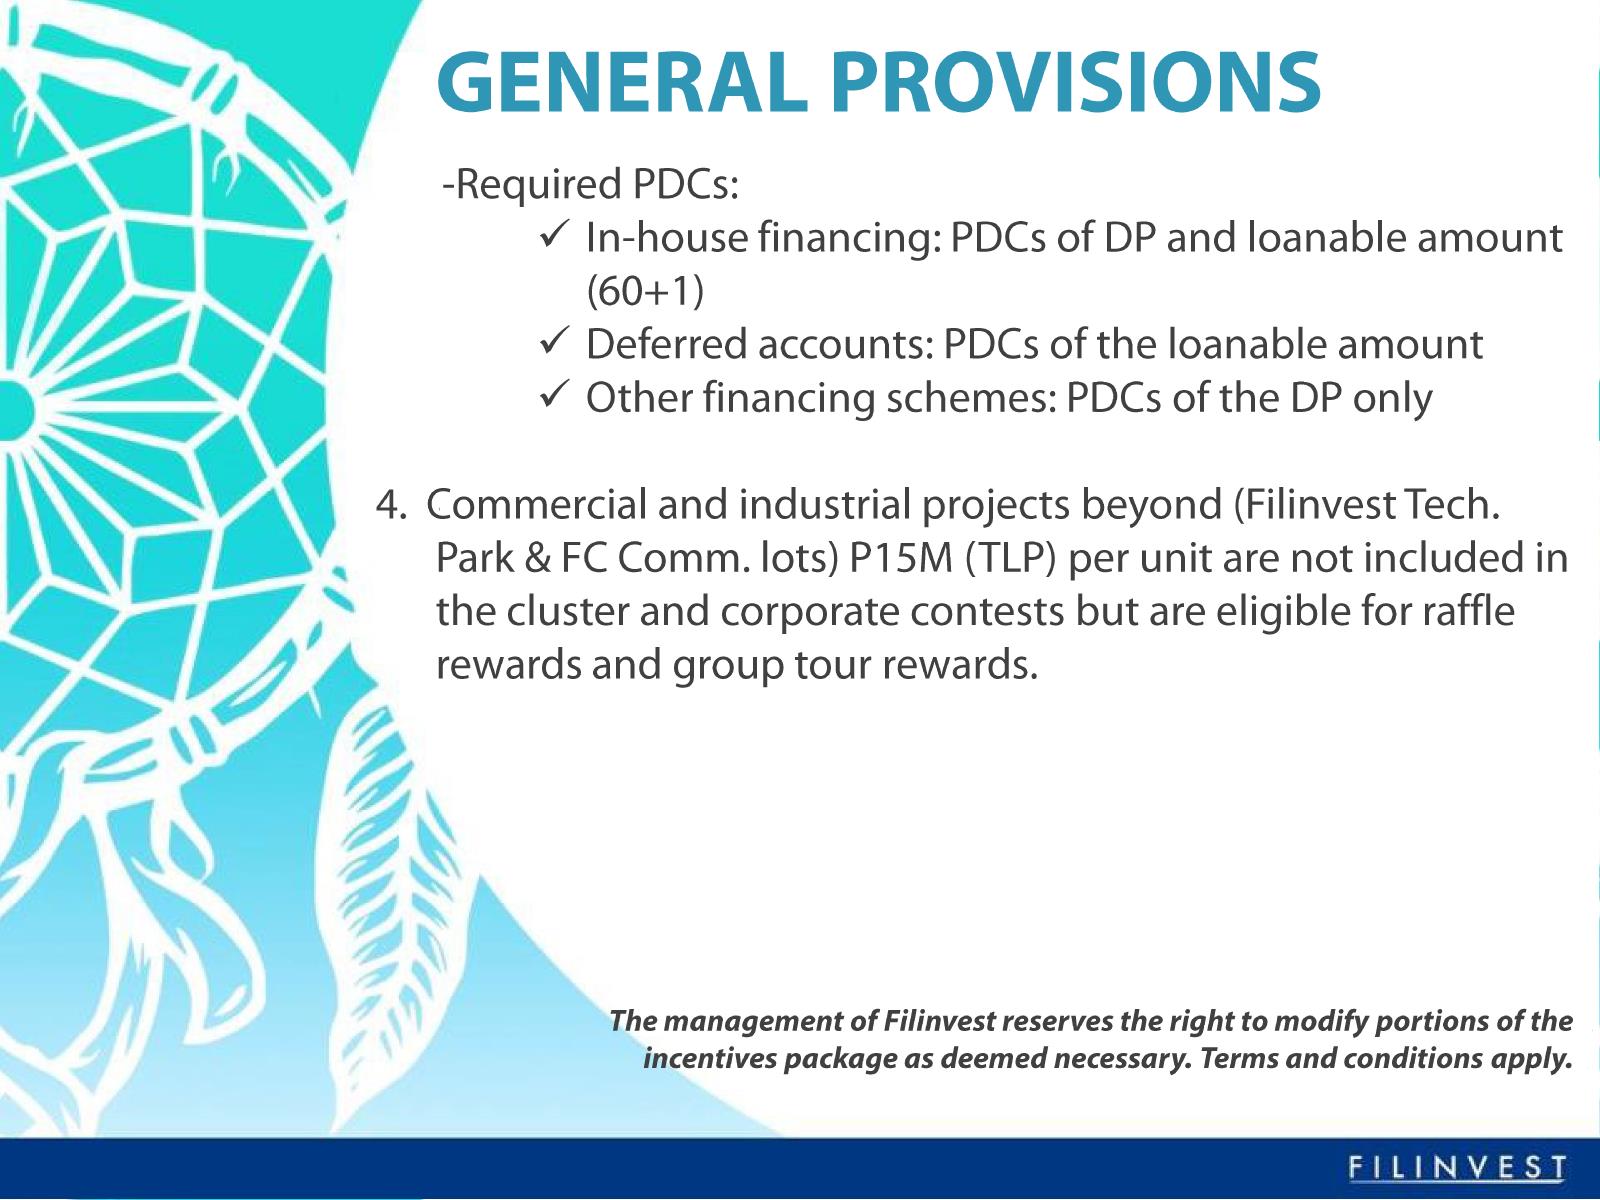 GENERAL PROVISIONS
-Required PDCs:
✓ In-house financing: PDCs of DP and loanable amount
(60+1)
✓ Deferred accounts: PDCs of the loanable amount
✓ Other financing schemes: PDCs of the DP only
4. Commercial and industrial projects beyond (Filinvest Tech.
Park & FC Comm. lots) P15M (TLP) per unit are not included in
the cluster and corporate contests but are eligible for raffle
rewards and group tour rewards.
The management of Filinvest reserves the right to modify portions of the
incentives package as deemed necessary. Terms and conditions apply.
FILINVEST